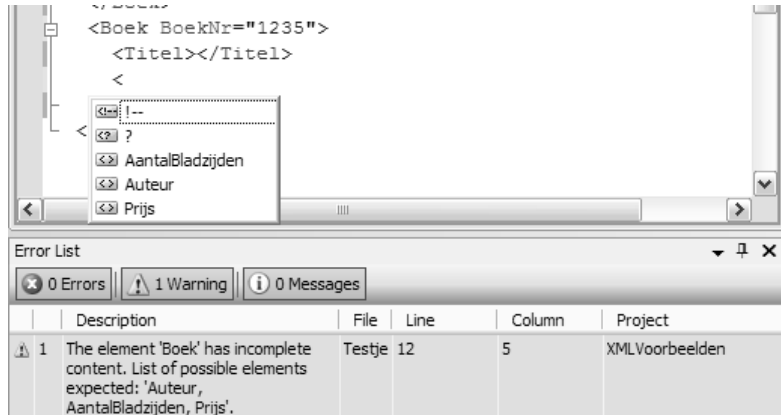 </Boek>
<Boek BoekNr="1235">
<Titel></Titel>
<
!--
< ?
AantalBladzijden
Auteur
Prijs
Error List
0 Errors 1 Warning 0 Messages
Description File Line Column Project
1 The element 'Boek' has incomplete Testje 12 5 XMLVoorbeelden
content. List of possible elements
expected: 'Auteur,
AantalBladzijden, Prijs'.